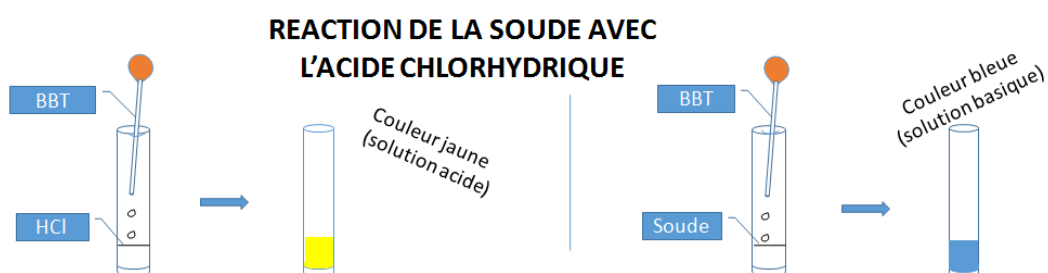 REACTION DE LA SOUDE AVEC
L'ACIDE CHLORHYDRIQUE
BBT
HCl
Couleur jaune
(solution acide)
BBT
Soude
Couleur bleue
(solution basique)